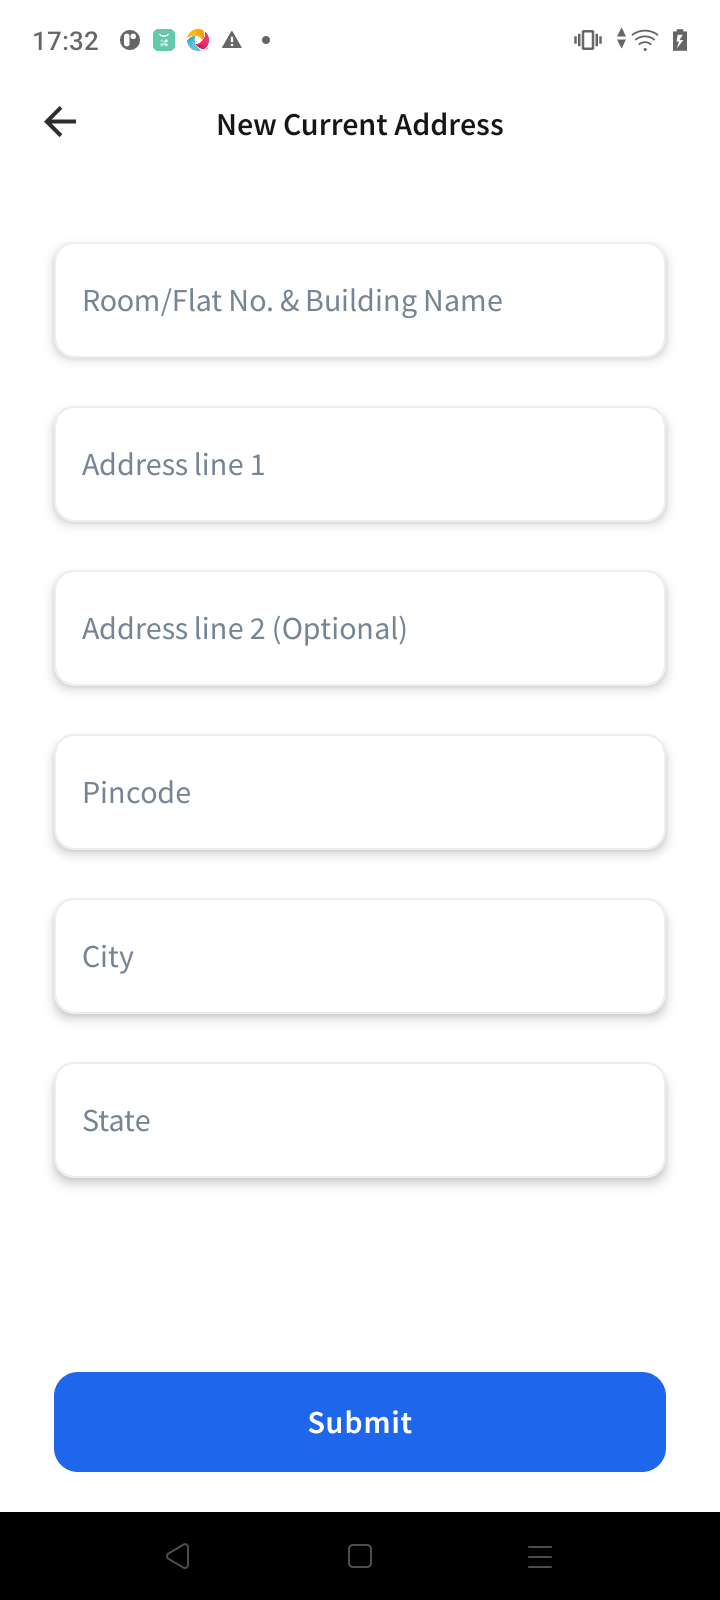 17:32
New Current Address
Room/Flat No. & Building Name
Address line 1
Address line 2 (Optional)
Pincode
City
State
Submit